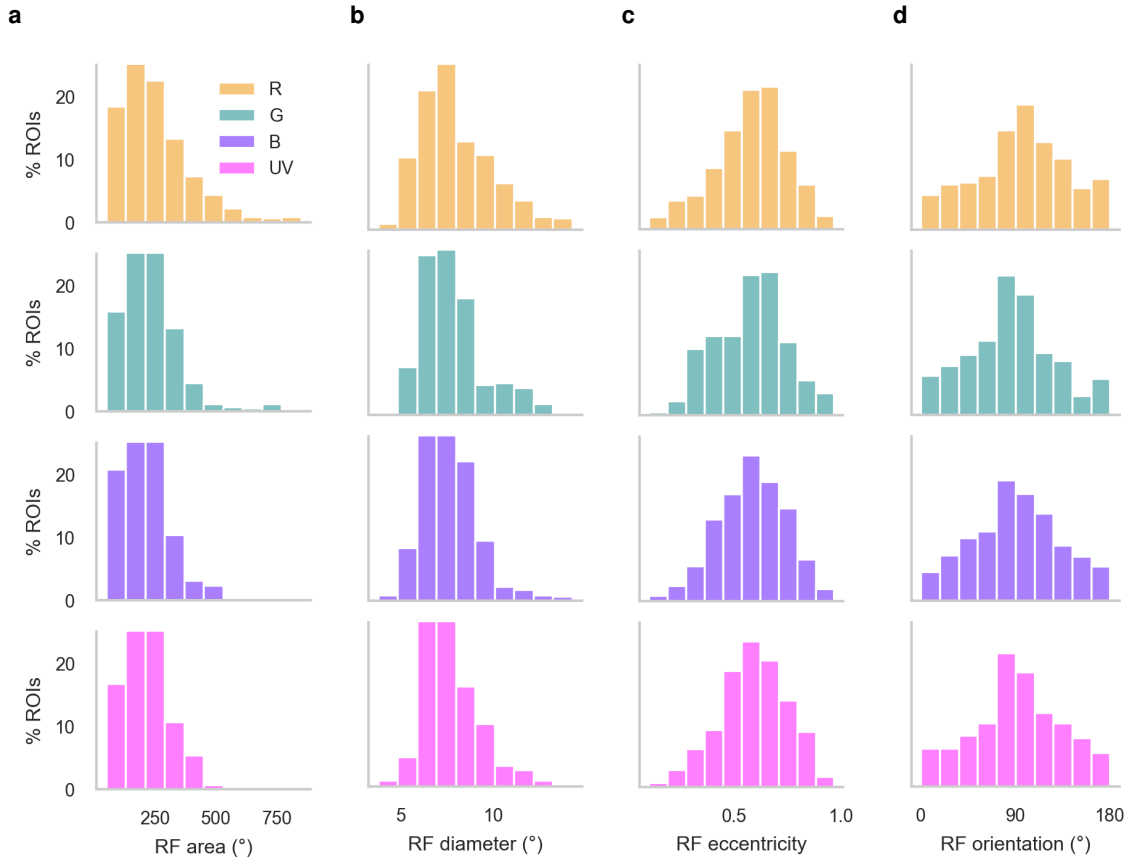 a b c d
R
G
B
UV
% ROIs
20
10
0
% ROIs
20
10
0
% ROIs
20
10
0
% ROIs
20
10
0
250 500 750
RF area (°)
5 10
RF diameter (°)
0.5 1.0
RF eccentricity
0 90 180
RF orientation (°)